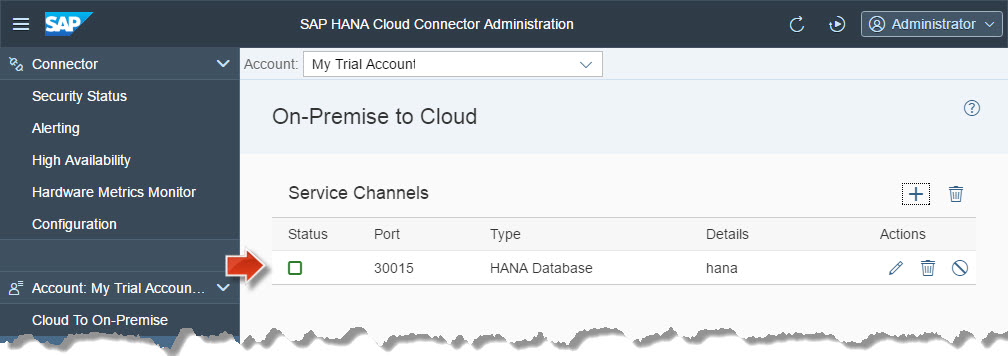 SAP SAP HANA Cloud Connector Administration Administrator
Connector
Security Status
Alerting
High Availability
Hardware Metrics Monitor
Configuration
Account: My Trial Accoun...
Cloud To On-Premise
Account: My Trial Account
On-Premise to Cloud
Service Channels
Status Port Type Details Actions
30015 HANA Database hana